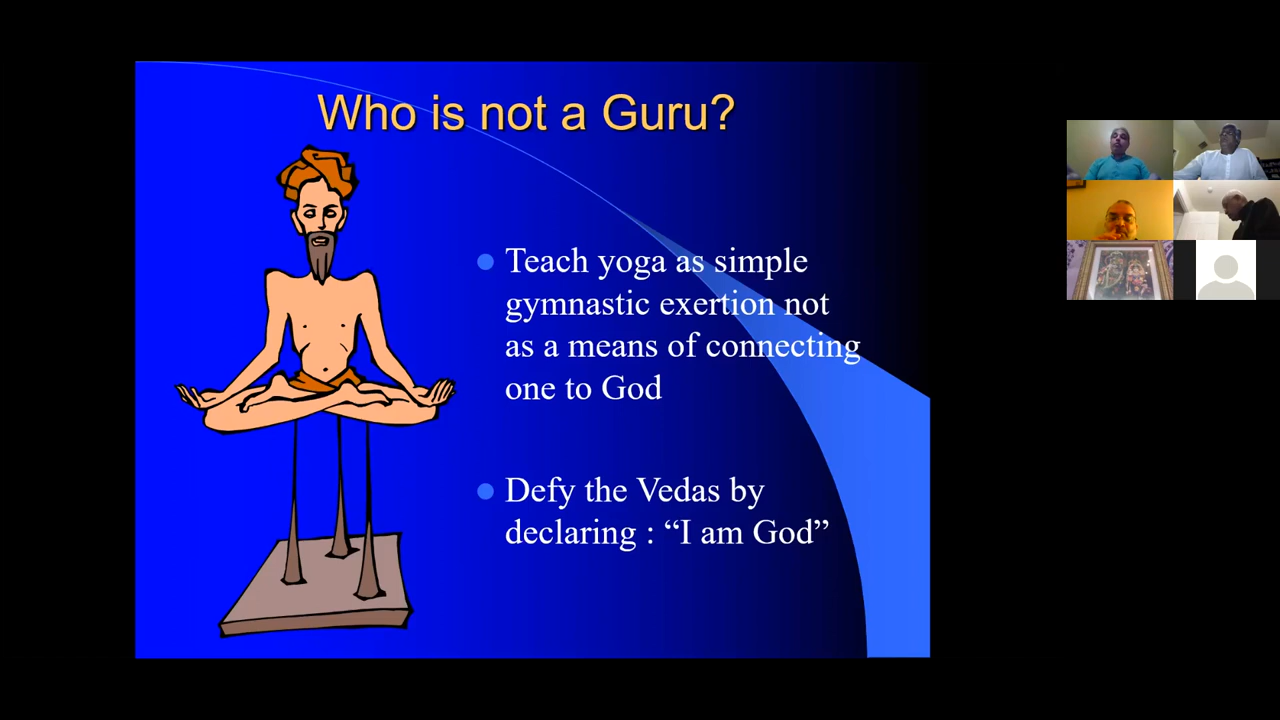 Who is not a Guru?
Teach yoga as simple
gymnastic exertion not
as a means of connecting
one to God
Defy the Vedas by
declaring : “I am God”